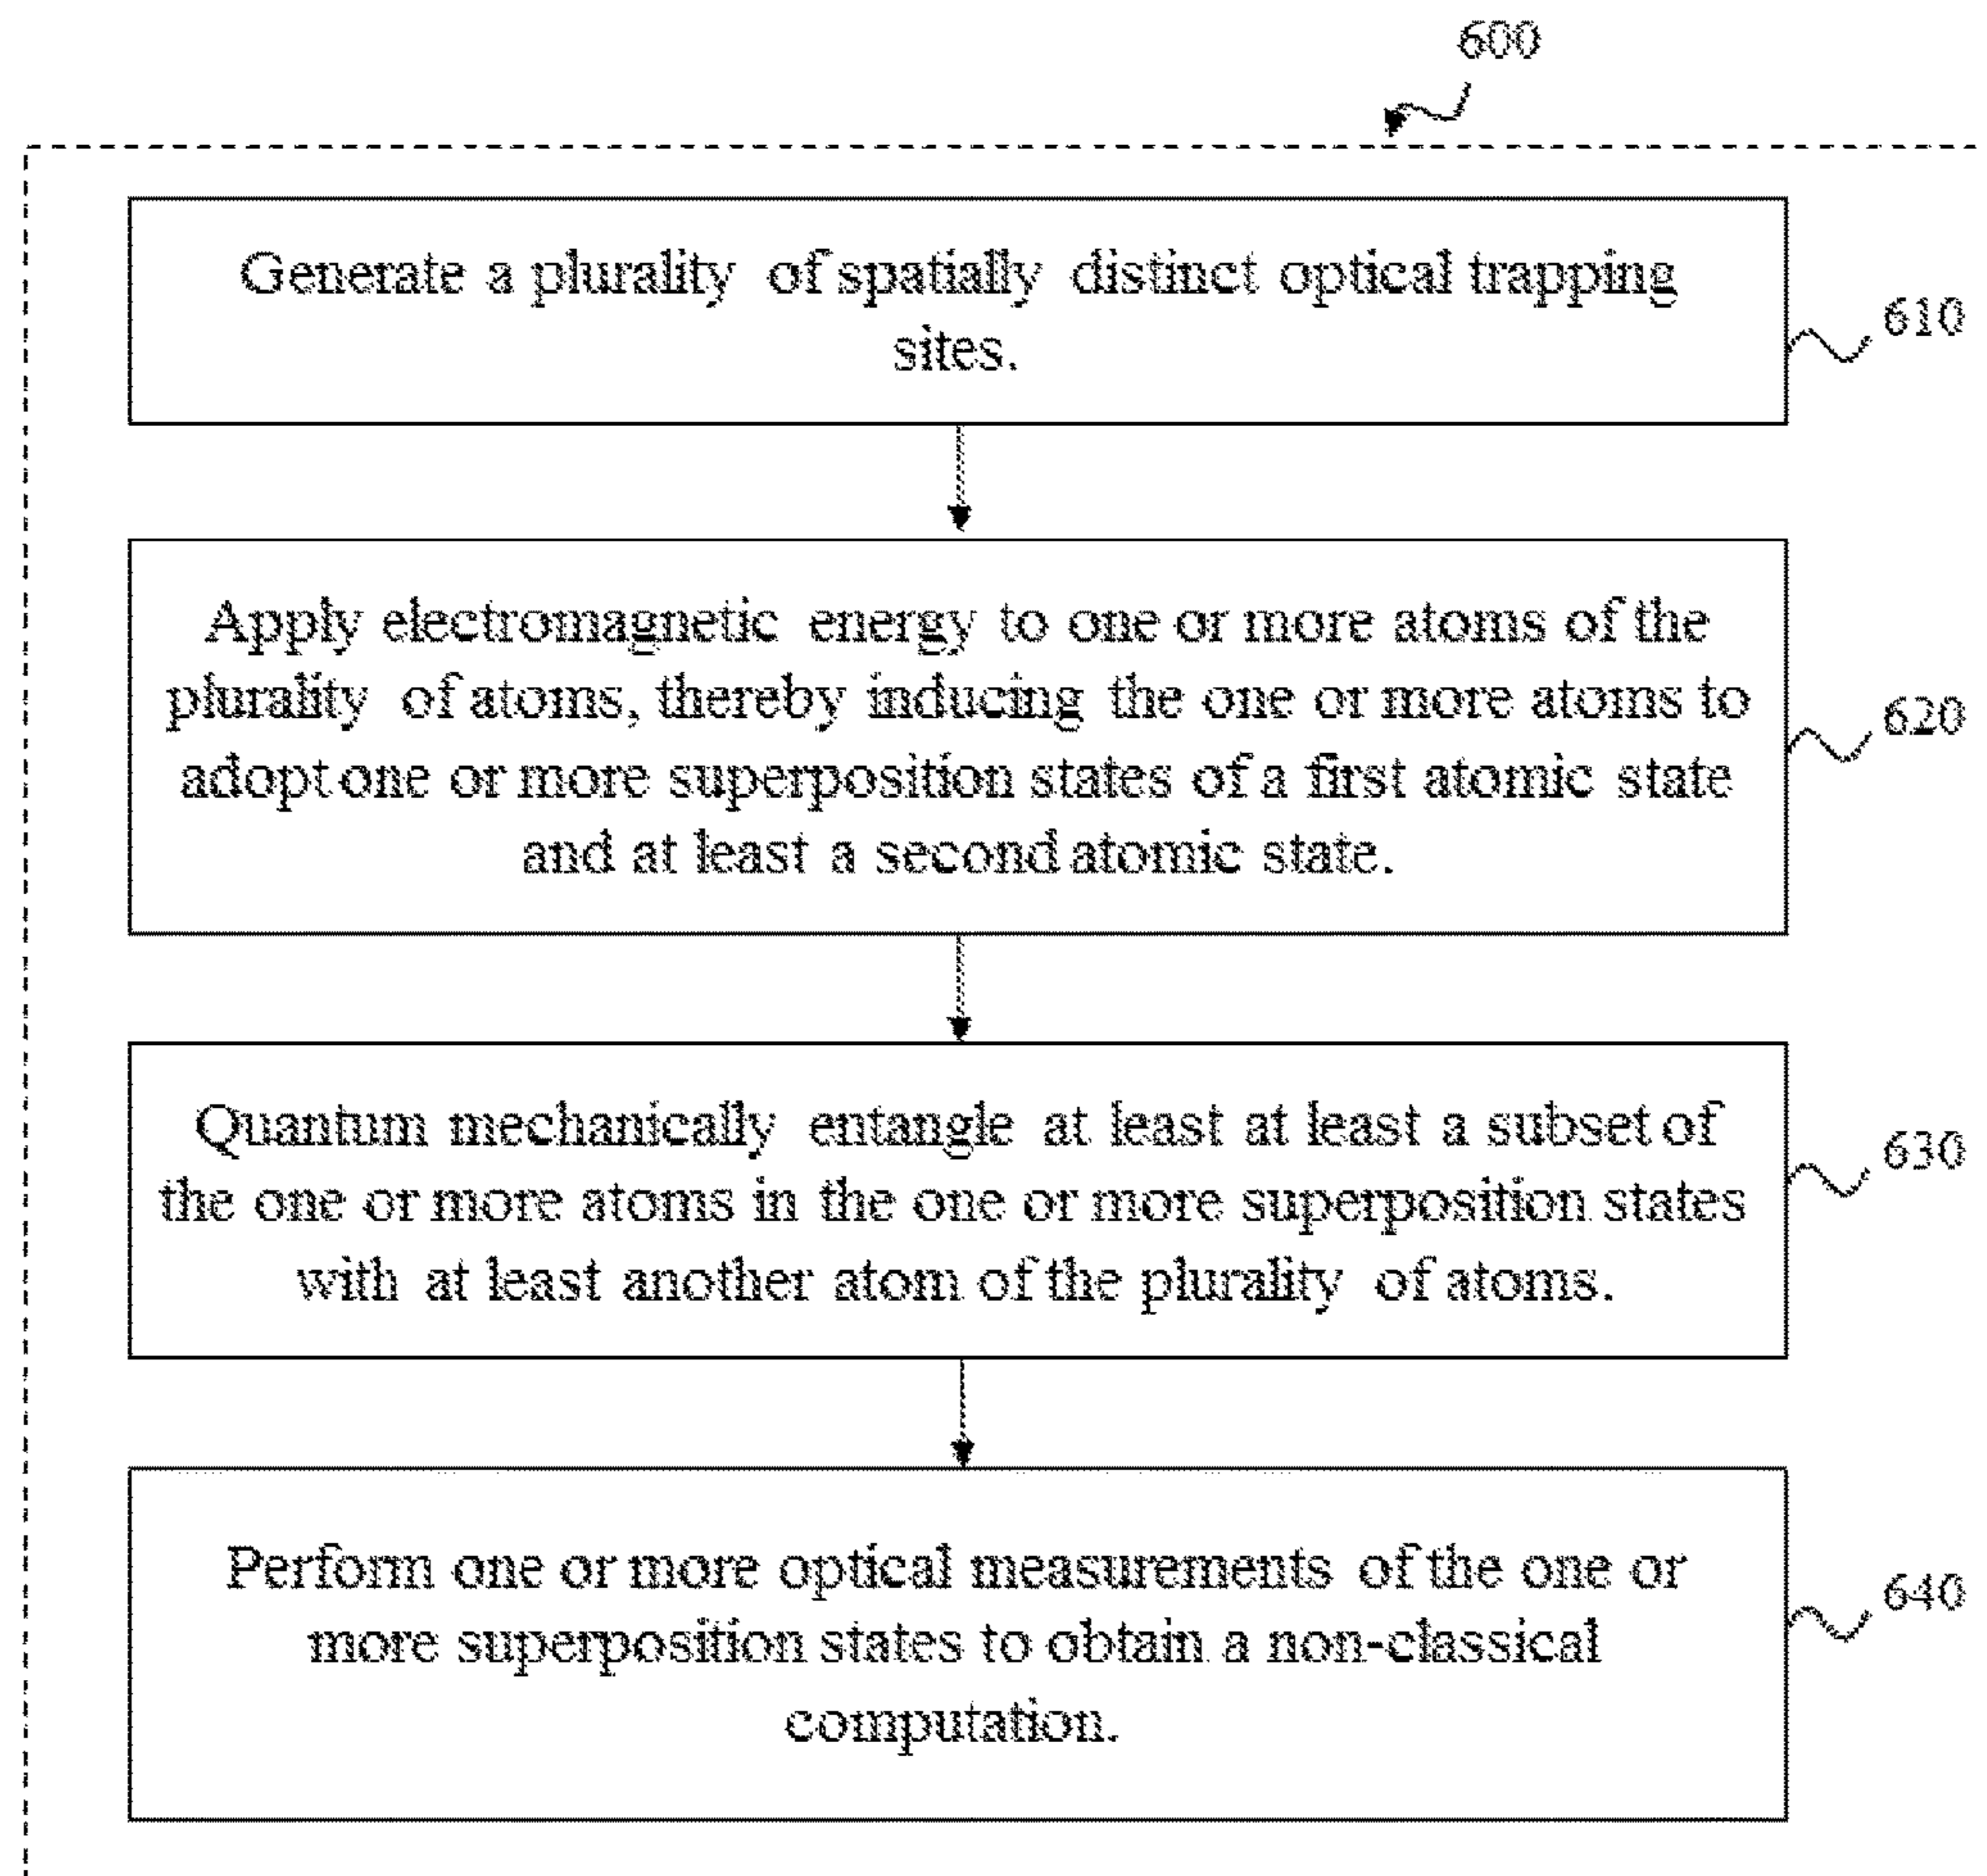 600
Generate a plurality of spatially distinct optical trapping
sites.
610
Apply electromagnetic energy to one or more atoms of the
plurality of atoms, thereby inducing the one or more atoms to
adopt one or more superposition states of a first atomic state
and at least a second atomic state.
620
Quantum mechanically entangle at least at least a subset of
the one or more atoms in the one or more superposition states
with at least another atom of the plurality of atoms.
630
Perform one or more optical measurements of the one or
more superposition states to obtain a non-classical
computation.
640